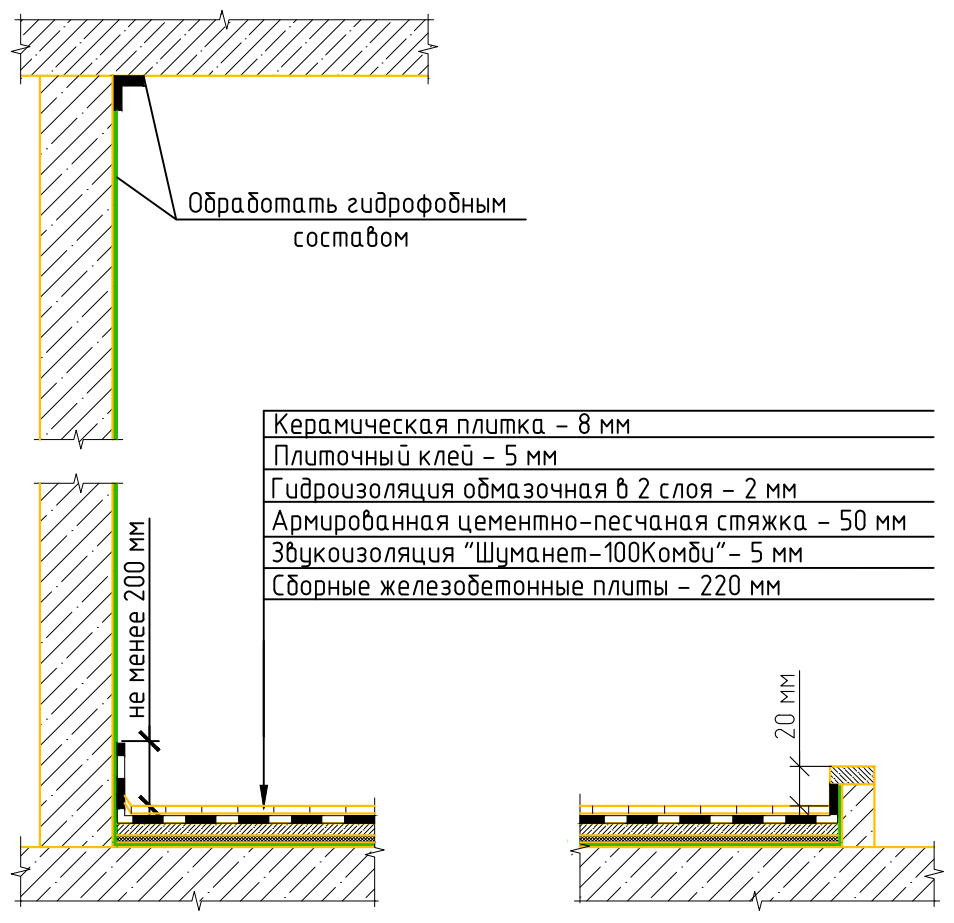 Обработать гидрофобным
составом
Керамическая плитка – 8 мм
Плиточный клей – 5 мм
Гидроизоляция обмазочная в 2 слоя – 2 мм
Армированная цементно-песчаная стяжка – 50 мм
Звукоизоляция "Шуманет-100Комби"– 5 мм
Сборные железобетонные плиты – 220 мм
не менее 200 мм
20 мм